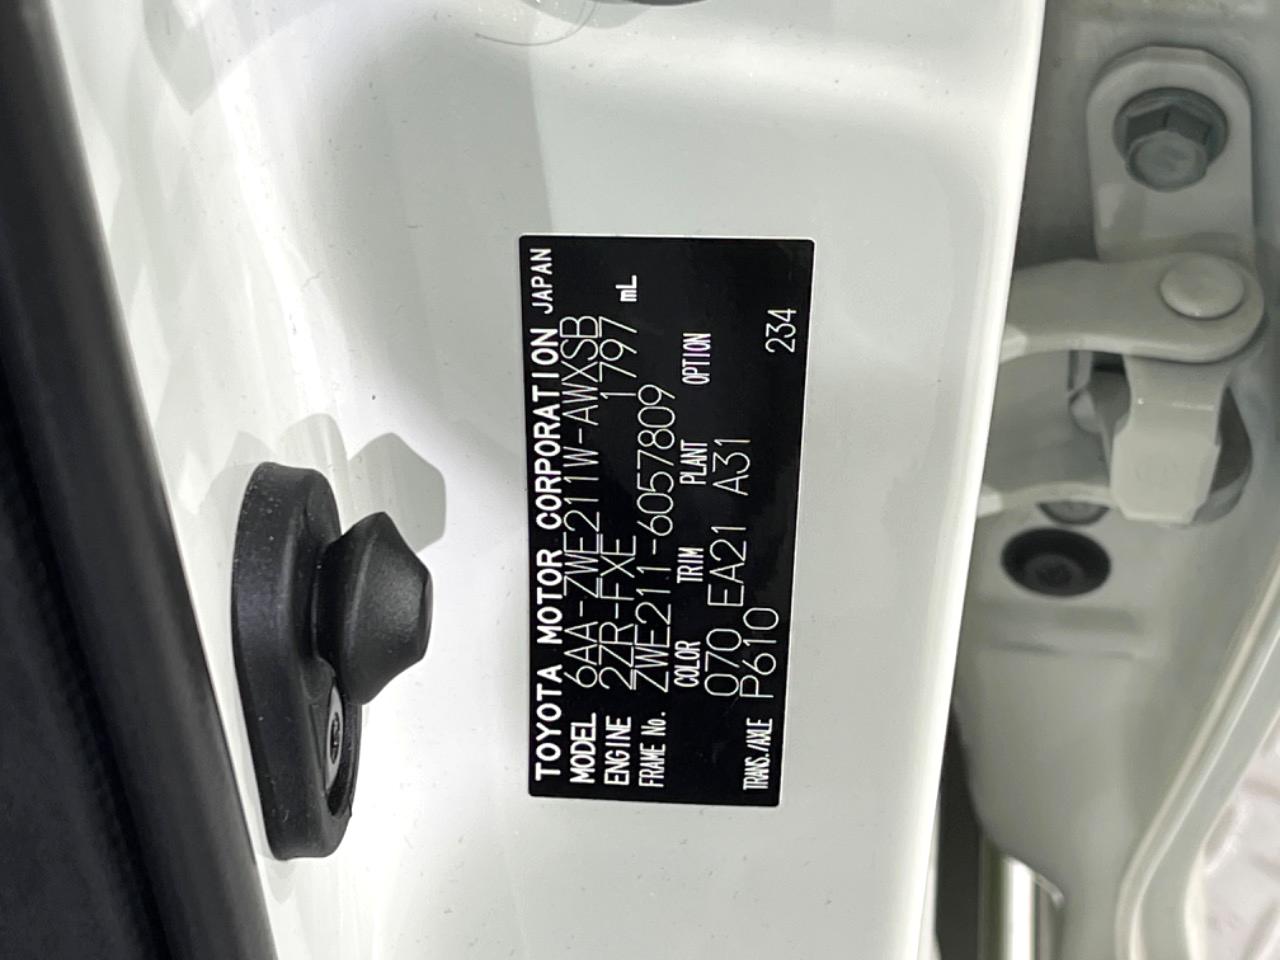 TOYOTA MOTOR CORPORATION JAPAN
MODEL 6AA-ZWE211W-AWXSB
ENGINE 2ZR-FXE 1797 mL
FRAME No. ZWE211-6057809
COLOR TRIM PLANT OPTION
070 EA21 A31
TRANS./AXLE P610 234